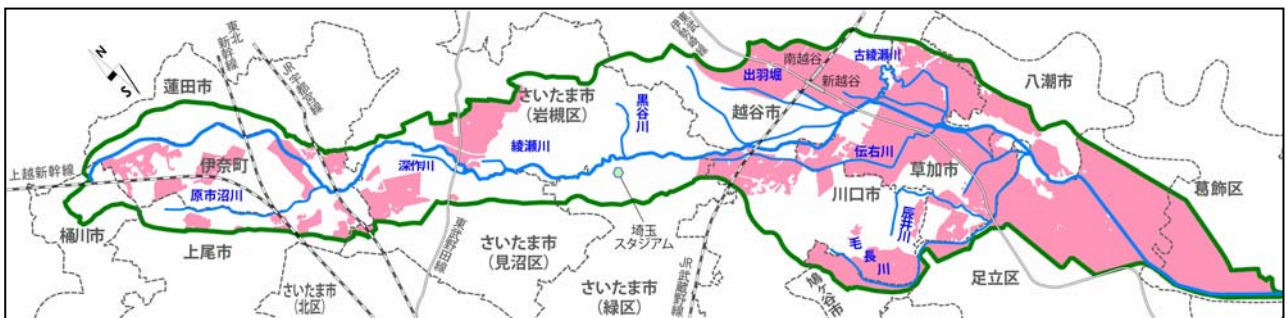 N
S
蓮田市
東北
新幹線
JR宇都宮線
上越新幹線
伊奈町
原市沼川
桶川市
上尾市
さいたま市
(北区)
深作川
東武野田線
さいたま市
(岩槻区)
綾瀬川
黒谷川
さいたま市
(見沼区)
さいたま市
(緑区)
埼玉
スタジアム
JR武蔵野線
東武
伊勢崎線
出羽堀
南越谷
新越谷
越谷市
古綾瀬川
八潮市
伝右川
草加市
川口市
辰井川
毛長川
鳩ヶ谷市
足立区
葛飾区